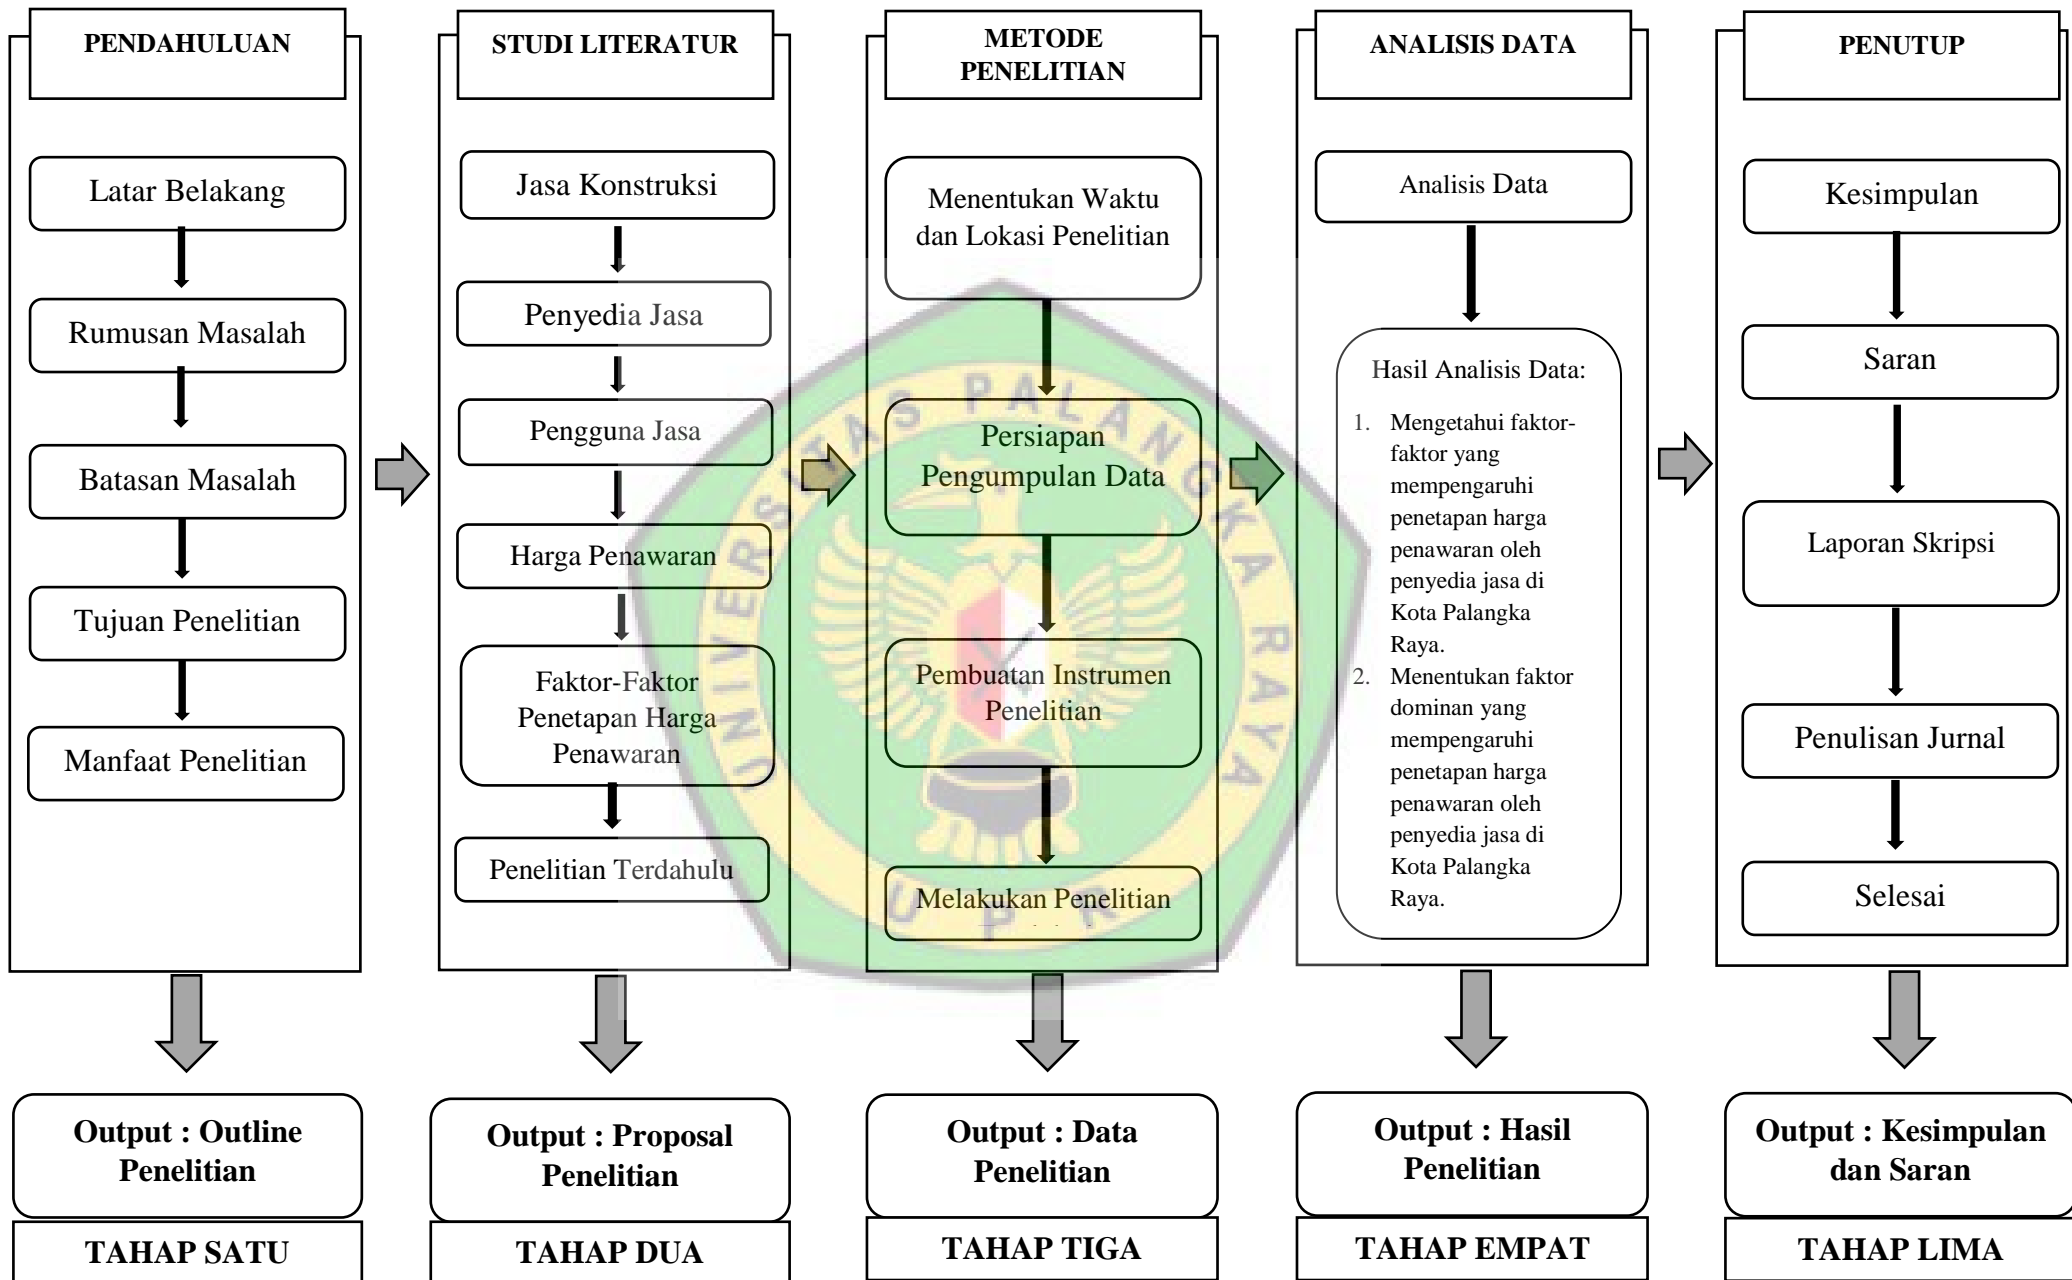 PENDAHULUAN
Latar Belakang
Rumusan Masalah
Batasan Masalah
Tujuan Penelitian
Manfaat Penelitian
Output : Outline
Penelitian
TAHAP SATU
STUDI LITERATUR
Jasa Konstruksi
Penyedia Jasa
Pengguna Jasa
Harga Penawaran
Faktor-Faktor
Penetapan Harga
Penawaran
Penelitian Terdahulu
Output : Proposal
Penelitian
TAHAP DUA
METODE
PENELITIAN
Menentukan Waktu
dan Lokasi Penelitian
Persiapan
Pengumpulan Data
Pembuatan Instrumen
Penelitian
Melakukan Penelitian
Output : Data
Penelitian
TAHAP TIGA
ANALISIS DATA
Analisis Data
Hasil Analisis Data:
1. Mengetahui faktor-
faktor yang
mempengaruhi
penetapan harga
penawaran oleh
penyedia jasa di
Kota Palangka
Raya.
2. Menentukan faktor
dominan yang
mempengaruhi
penetapan harga
penawaran oleh
penyedia jasa di
Kota Palangka
Raya.
Output : Hasil
Penelitian
TAHAP EMPAT
PENUTUP
Kesimpulan
Saran
Laporan Skripsi
Penulisan Jurnal
Selesai
Output : Kesimpulan
dan Saran
TAHAP LIMA
UNIVERSITAS PALANGKA RAYA
UPR